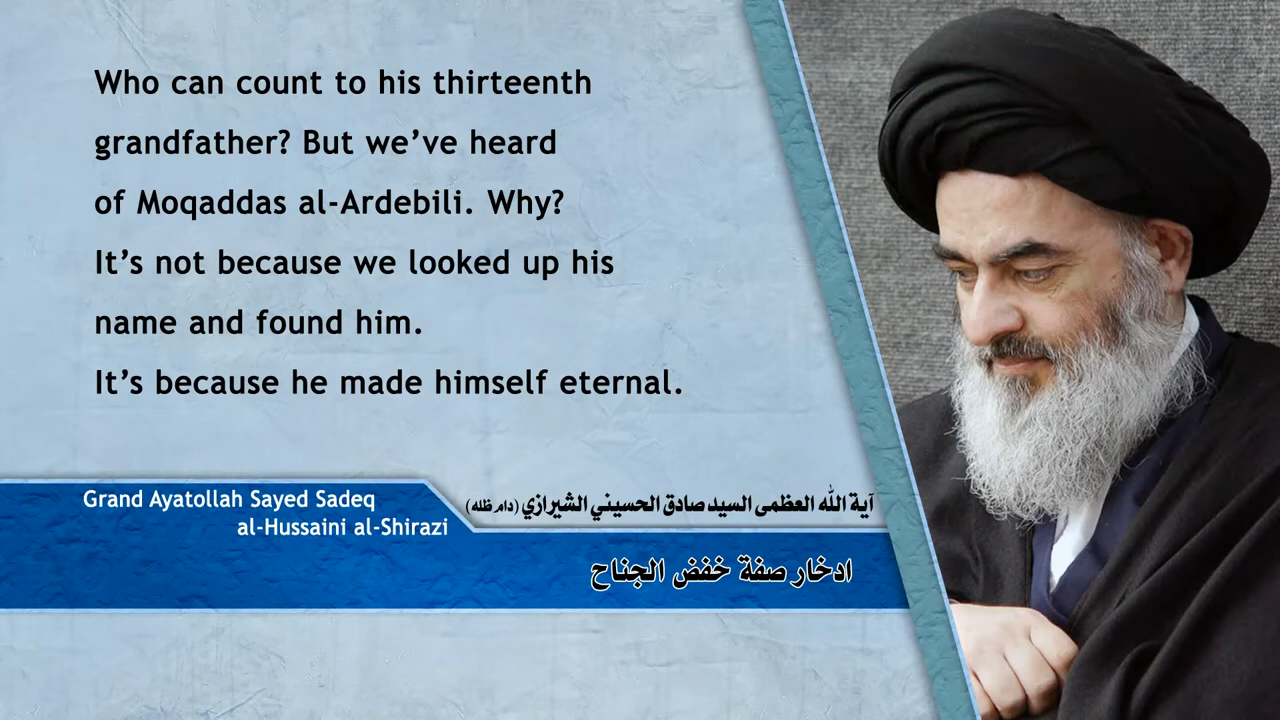 Who can count to his thirteenth
grandfather? But we’ve heard
of Moqaddas al-Ardebili. Why?
It’s not because we looked up his
name and found him.
It’s because he made himself eternal.
Grand Ayatollah Sayed Sadeq
al-Hussaini al-Shirazi
آية الله العظمى السيد صادق الحسيني الشيرازي (دام ظله)
ادخار صفة خفض الجناح